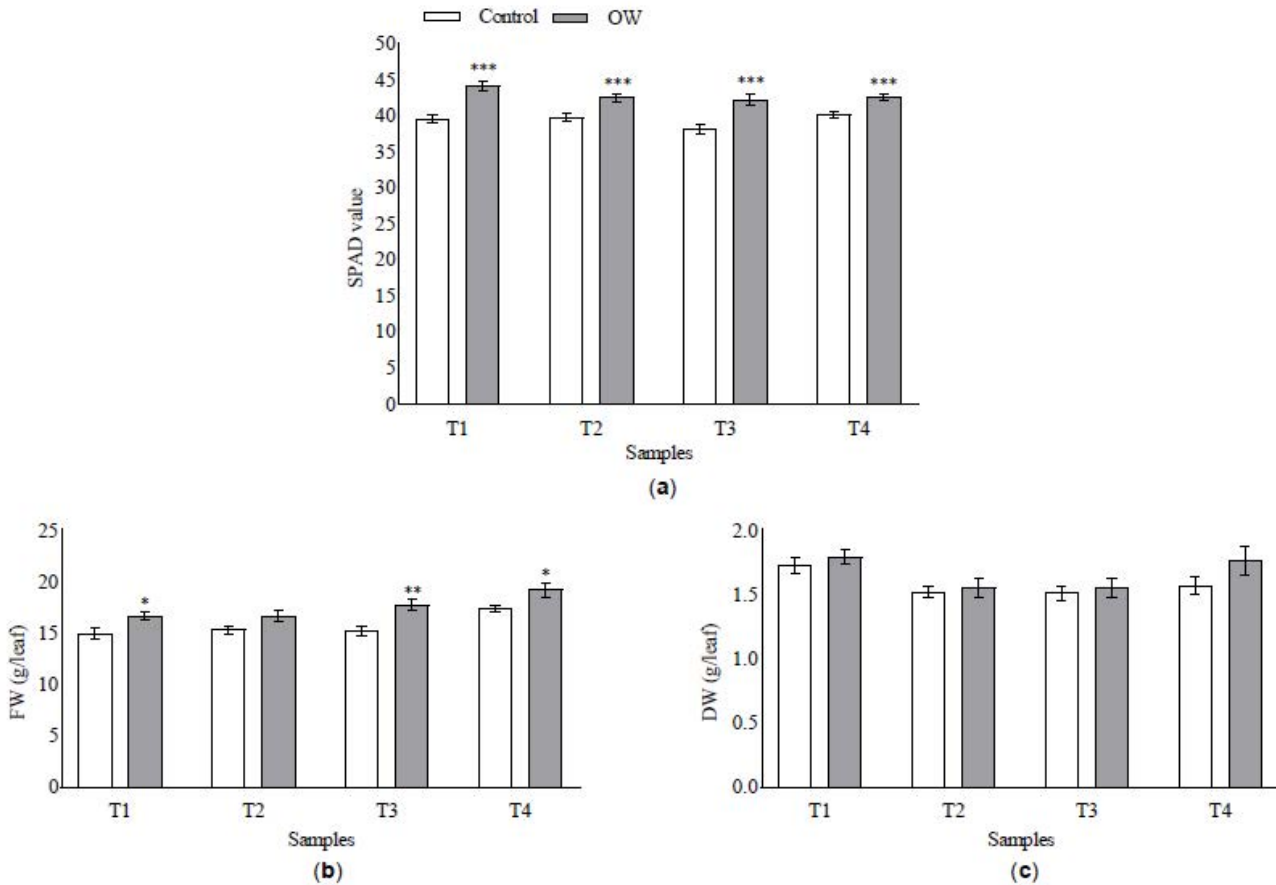 Control OW
50
45
40
35
30
25
20
15
10
5
0
SPAD value
***
***
***
***
T1 T2 T3 T4
Samples
(a)
25
20
15
10
5
0
FW (g/leaf)
*
**
*
T1 T2 T3 T4
Samples
(b)
2.0
1.5
1.0
0.5
0.0
DW (g/leaf)
T1 T2 T3 T4
Samples
(c)